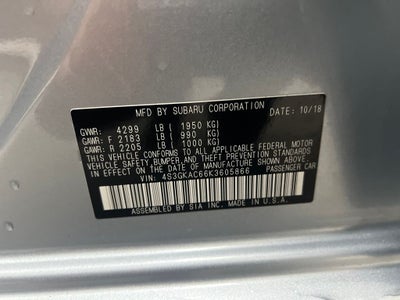 MFD BY SUBARU CORPORATION DATE: 10/18
GVWR: 4299 LB ( 1950 KG)
GAWR: F 2183 LB ( 990 KG)
GAWR: R 2205 LB ( 1000 KG)
THIS VEHICLE CONFORMS TO ALL APPLICABLE FEDERAL MOTOR
VEHICLE SAFETY, BUMPER, AND THEFT PREVENTION STANDARDS
IN EFFECT ON THE DATE OF MANUFACTURE SHOWN ABOVE.
VIN: 4S3GKAC66K3605866 PASSENGER CAR
ASSEMBLED BY SIA INC. IN U.S.A.